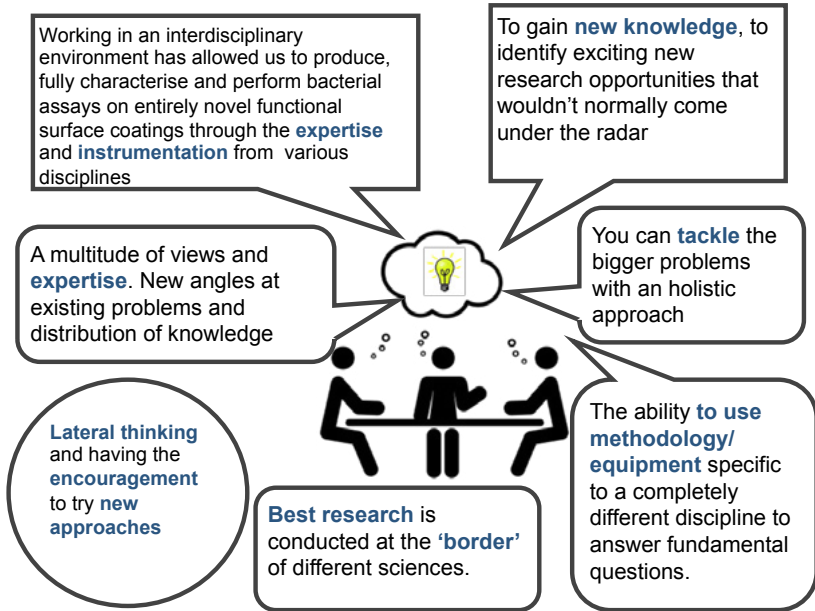 Working in an interdisciplinary
environment has allowed us to produce,
fully characterise and perform bacterial
assays on entirely novel functional
surface coatings through the expertise
and instrumentation from various
disciplines
To gain new knowledge, to
identify exciting new
research opportunities that
wouldn't normally come
under the radar
A multitude of views and
expertise. New angles at
existing problems and
distribution of knowledge
You can tackle the
bigger problems
with an holistic
approach
Lateral thinking
and having the
encouragement
to try new
approaches
Best research is
conducted at the ‘border’
of different sciences.
The ability to use
methodology/
equipment specific
to a completely
different discipline to
answer fundamental
questions.